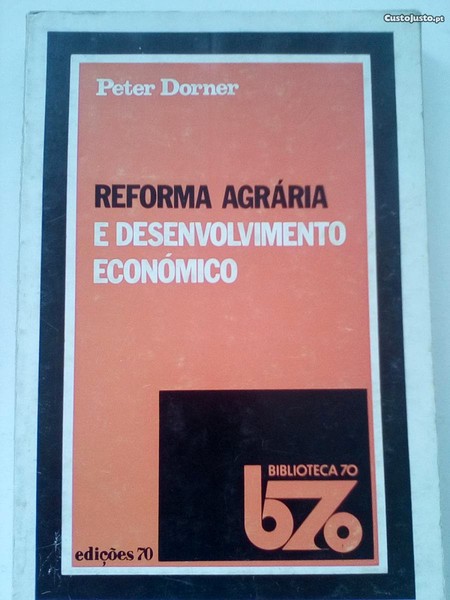 CustoJusto.pt
Peter Dorner
REFORMA AGRÁRIA
E DESENVOLVIMENTO
ECONÓMICO
BIBLIOTECA 70
b70
edições 70